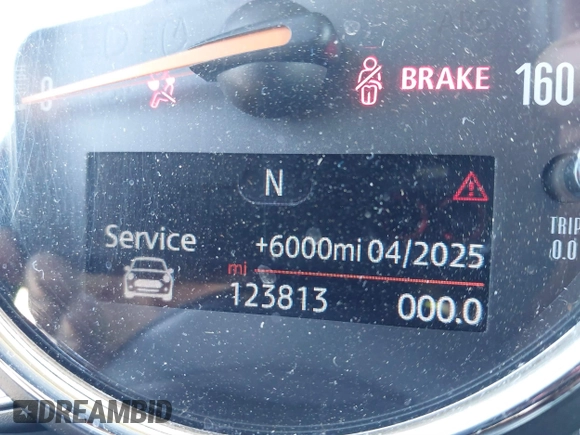 0
BRAKE
160
N
TRIP
0.0
Service +6000mi 04/2025
mi
123813 000.0
DREAMBID